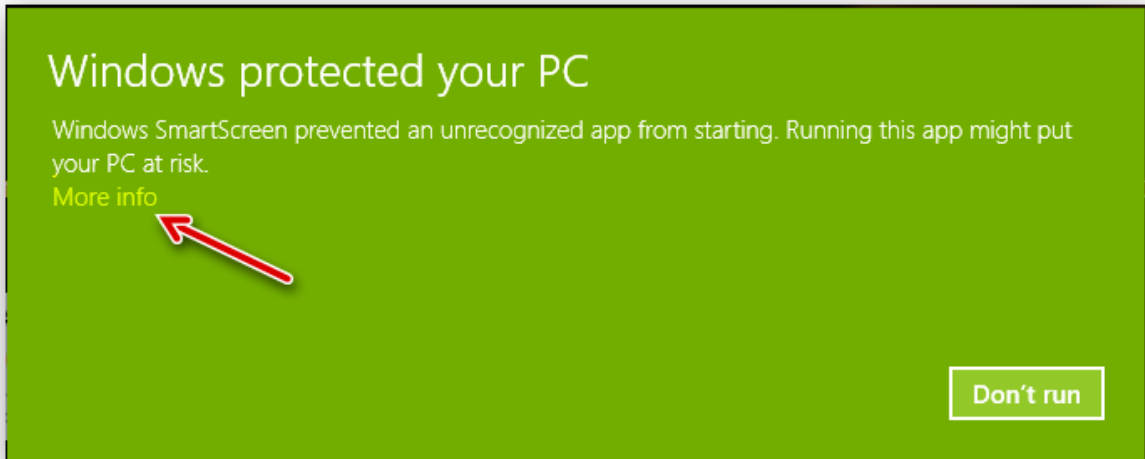 Windows protected your PC
Windows SmartScreen prevented an unrecognized app from starting. Running this app might put
your PC at risk.
More info
Don't run